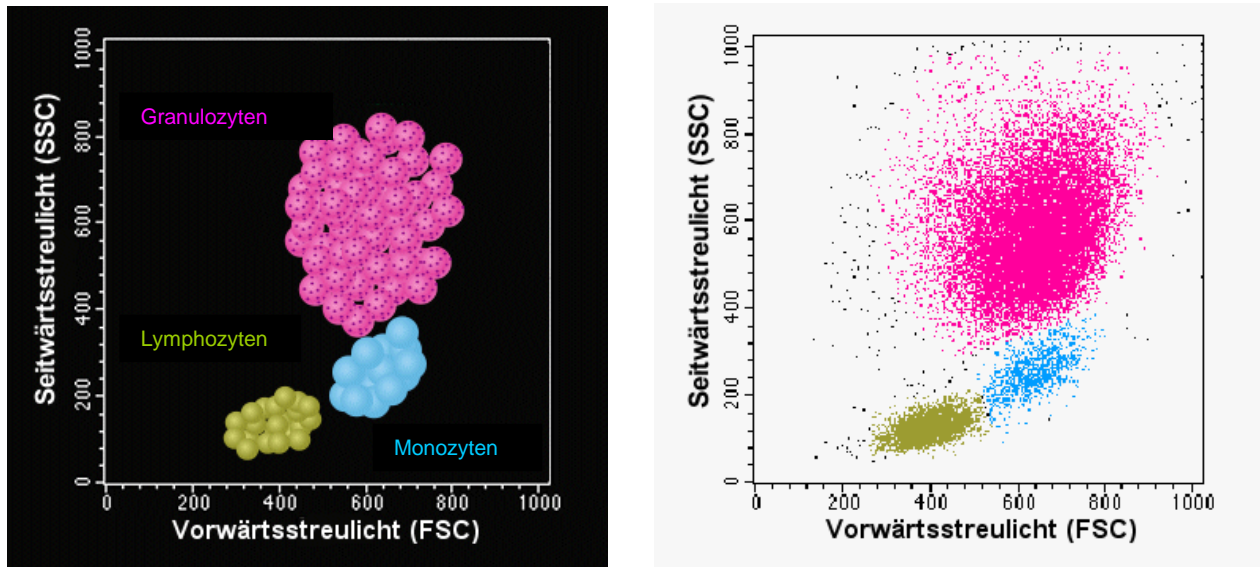 Granulozyten
Lymphozyten
Monozyten
Seitwärtsstreulicht (SSC)
0
200
400
600
800
1000
0 200 400 600 800 1000
Vorwärtsstreulicht (FSC)
Seitwärtsstreulicht (SSC)
0
200
400
600
800
1000
0 200 400 600 800 1000
Vorwärtsstreulicht (FSC)